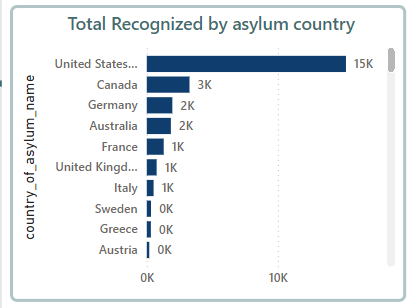 Total Recognized by asylum country
country_of_asylum_name
United States... 15K
Canada 3K
Germany 2K
Australia 2K
France 1K
United Kingd... 1K
Italy 1K
Sweden 0K
Greece 0K
Austria 0K
0K 10K